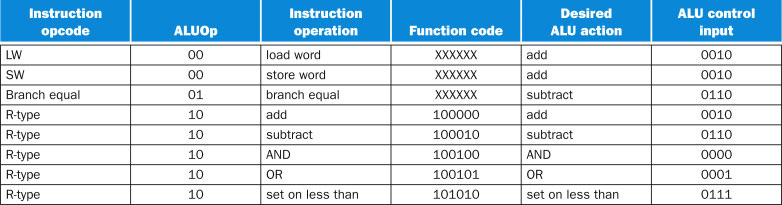 Instruction opcode ALUOp Instruction operation Function code Desired ALU action ALU control input
LW 00 load word XXXXXX add 0010
SW 00 store word XXXXXX add 0010
Branch equal 01 branch equal XXXXXX subtract 0110
R-type 10 add 100000 add 0010
R-type 10 subtract 100010 subtract 0110
R-type 10 AND 100100 AND 0000
R-type 10 OR 100101 OR 0001
R-type 10 set on less than 101010 set on less than 0111